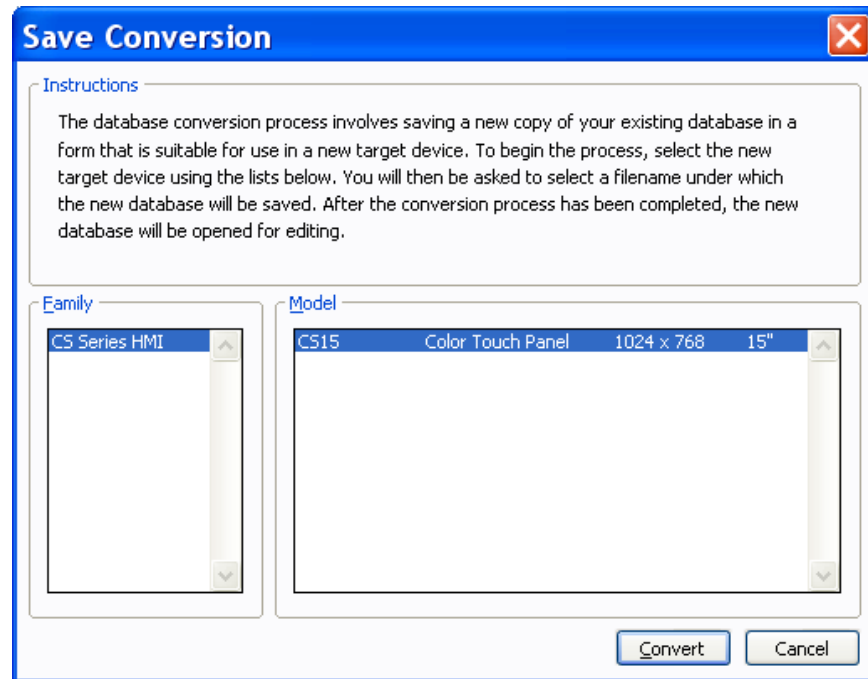 Save Conversion
Instructions
The database conversion process involves saving a new copy of your existing database in a
form that is suitable for use in a new target device. To begin the process, select the new
target device using the lists below. You will then be asked to select a filename under which
the new database will be saved. After the conversion process has been completed, the new
database will be opened for editing.
Family
CS Series HMI
Model
CS15 Color Touch Panel 1024 x 768 15"
Convert Cancel